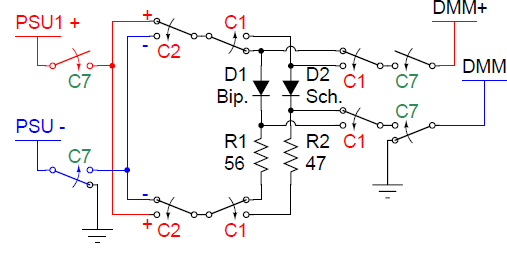 DMM+
PSU1 + + C1
- C2
C7 D1 D2 C1 C7 DMM
Bip. Sch.
C7
PSU - C1
C7 R1 R2
56 47
-
+ C2 C1